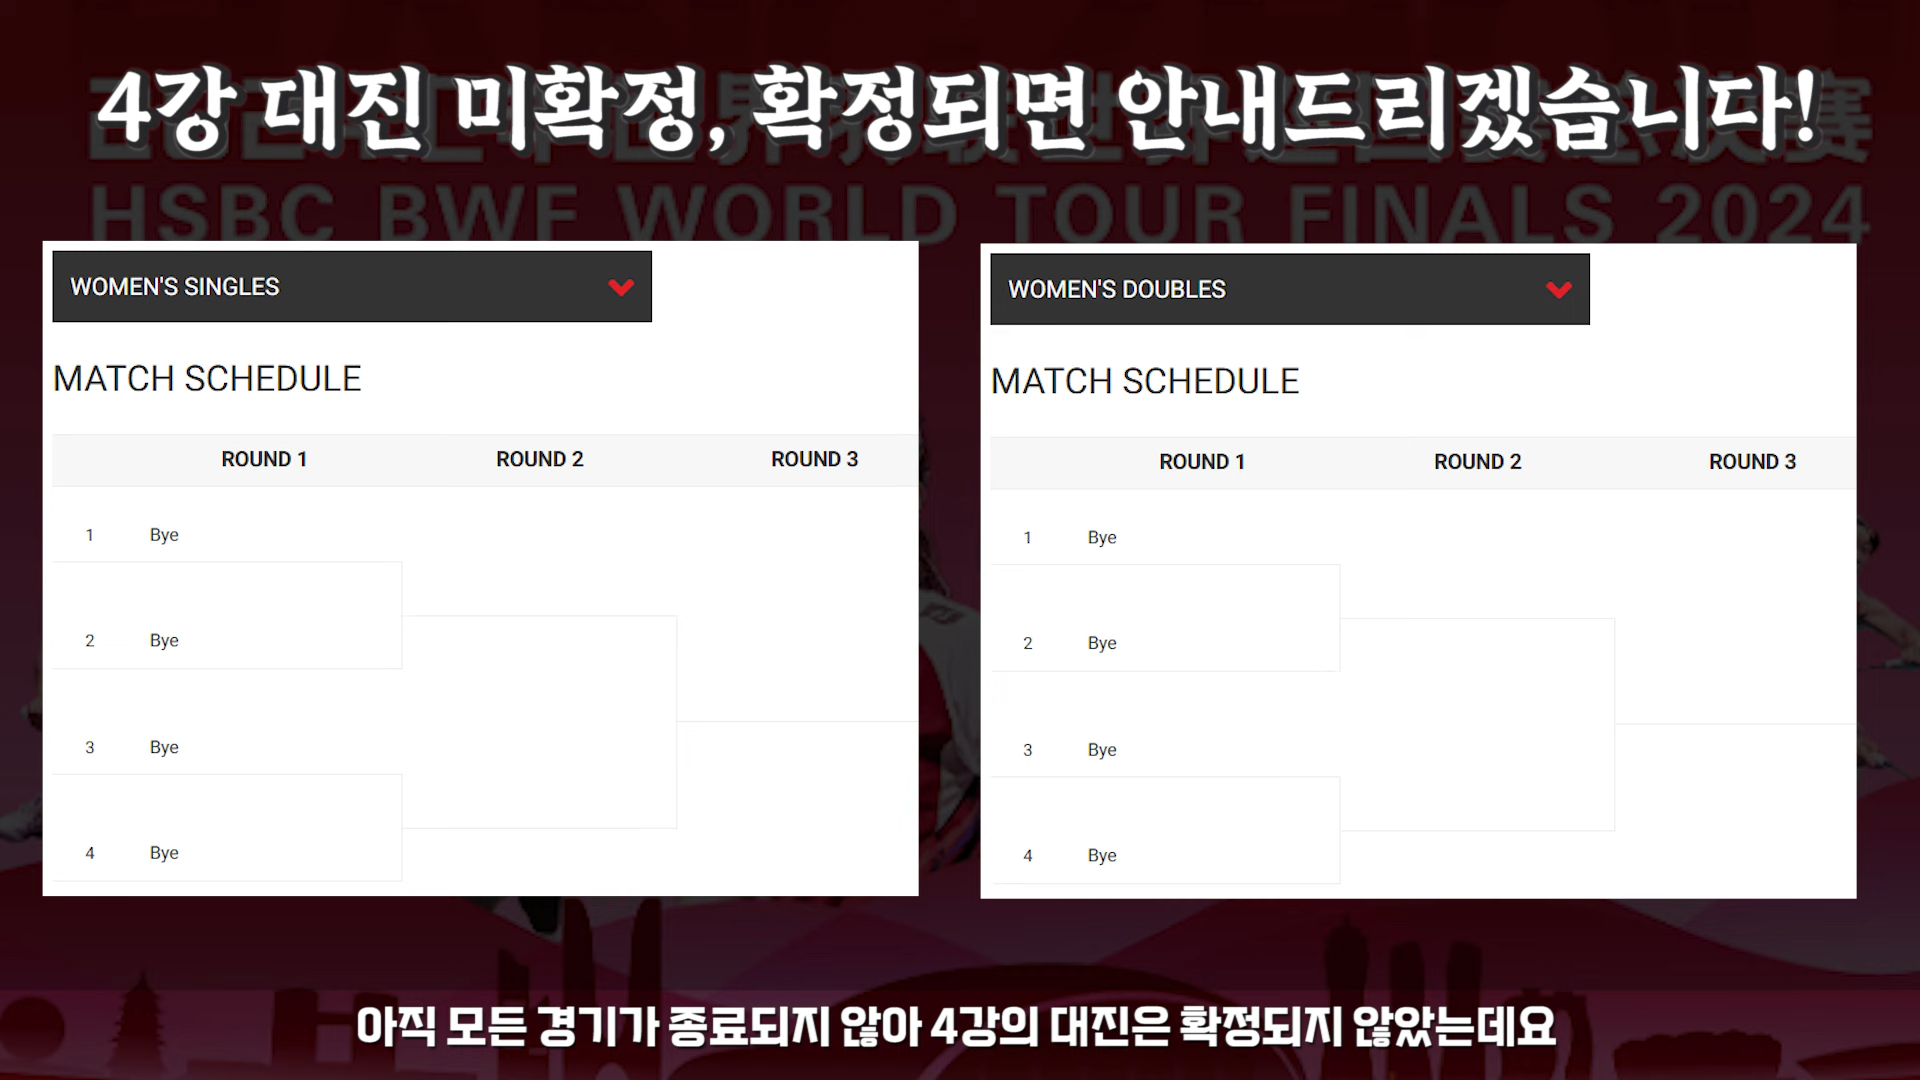 4강 대진 미확정, 확정되면 안내드리겠습니다!
HSBC BWF WORLD TOUR FINALS 2024
WOMEN'S SINGLES
MATCH SCHEDULE
ROUND 1 ROUND 2 ROUND 3
1 Bye
2 Bye
3 Bye
4 Bye
WOMEN'S DOUBLES
MATCH SCHEDULE
ROUND 1 ROUND 2 ROUND 3
1 Bye
2 Bye
3 Bye
4 Bye
아직 모든 경기가 종료되지 않아 4강의 대진은 확정되지 않았는데요